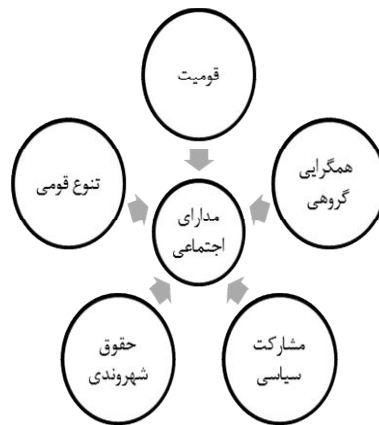 قومیت
همگرایی
گروهی
تنوع قومی
مدارای
اجتماعی
مشارکت
سیاسی
حقوق
شهروندی